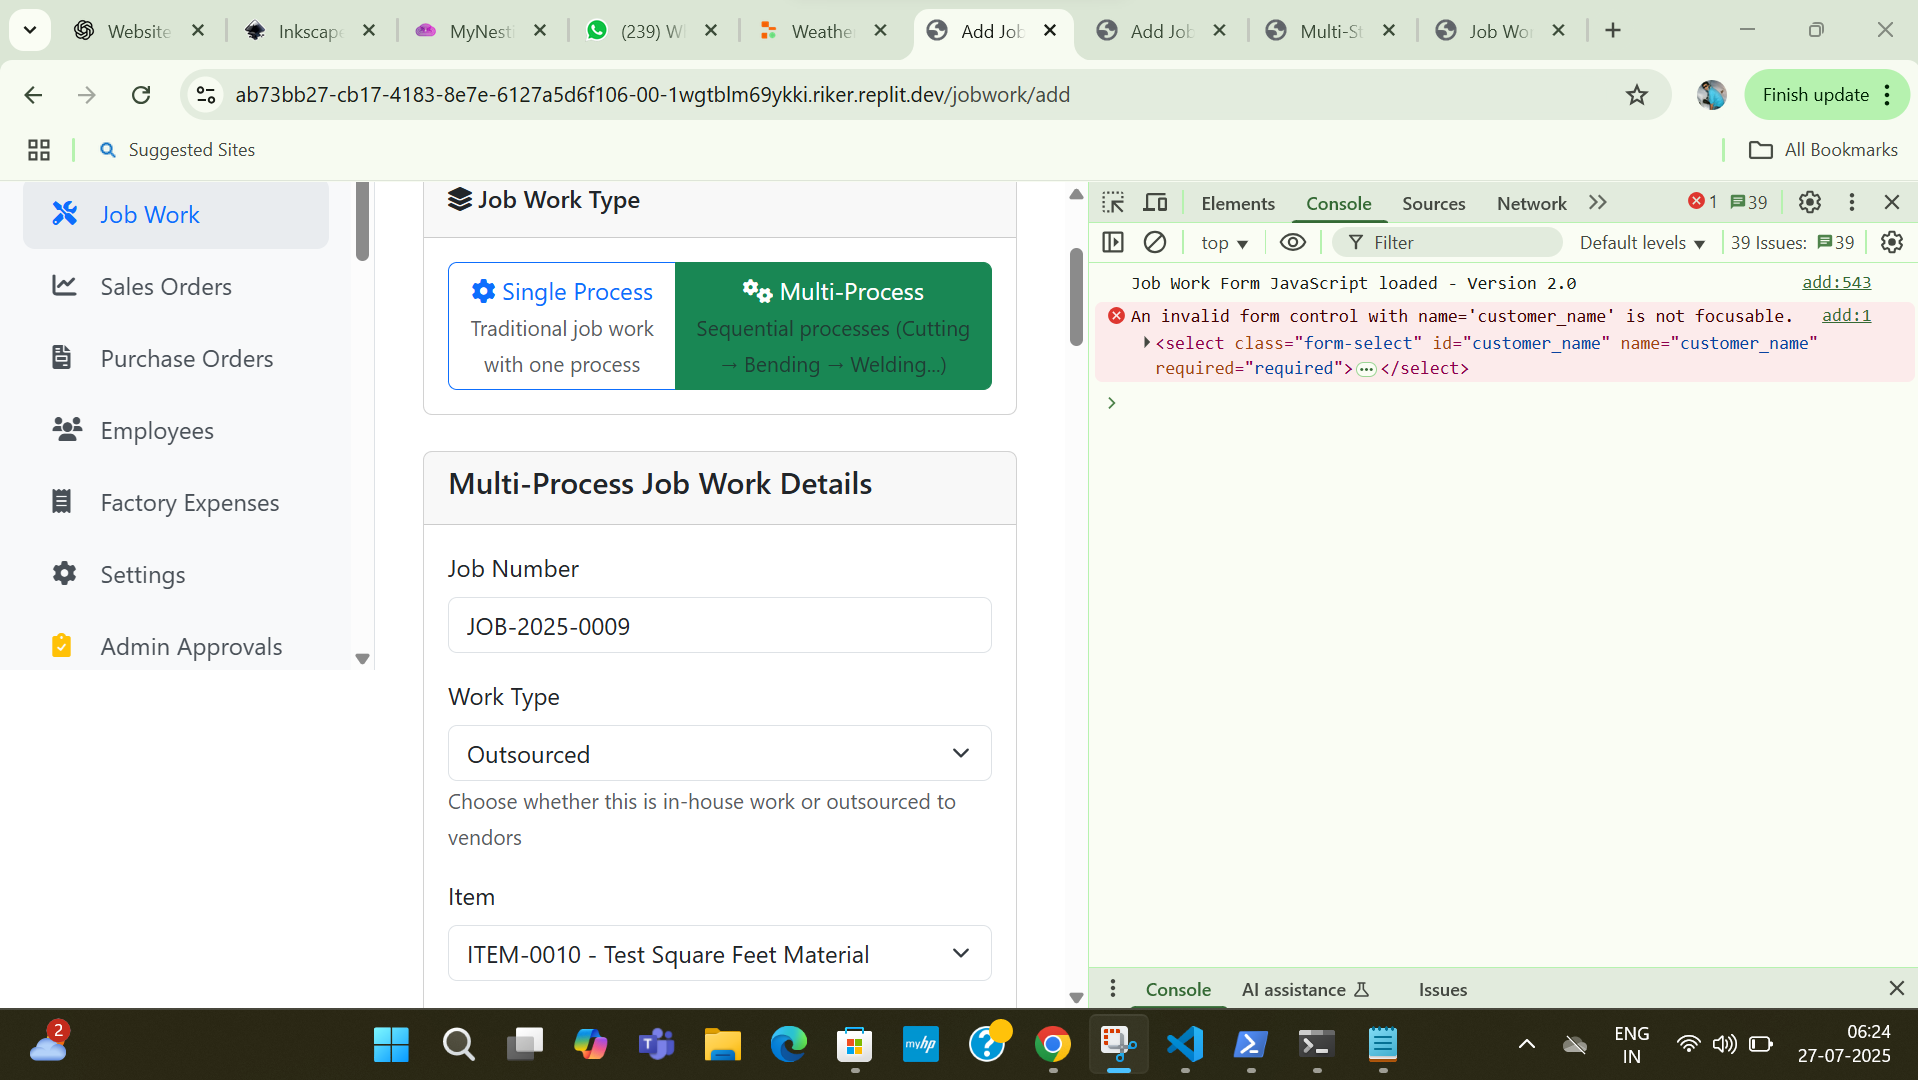 Website
Inkscape
MyNesti
(239) W
Weather
Add Job
Add Job
Multi-St
Job Wor
ab73bb27-cb17-4183-8e7e-6127a5d6f106-00-1wgtblm69ykki.riker.replit.dev/jobwork/add
Finish update
Suggested Sites
All Bookmarks
Job Work
Sales Orders
Purchase Orders
Employees
Factory Expenses
Settings
Admin Approvals
Job Work Type
Single Process
Traditional job work
with one process
Multi-Process
Sequential processes (Cutting
→ Bending → Welding...)
Multi-Process Job Work Details
Job Number
JOB-2025-0009
Work Type
Outsourced
Choose whether this is in-house work or outsourced to
vendors
Item
ITEM-0010 - Test Square Feet Material
Elements Console Sources Network 1 39
top Filter Default levels 39 Issues: 39
Job Work Form JavaScript loaded - Version 2.0 add:543
An invalid form control with name='customer_name' is not focusable. add:1
<select class="form-select" id="customer_name" name="customer_name"
required="required">…</select>
Console AI assistance Issues
2
myhp
ENG
IN
06:24
27-07-2025